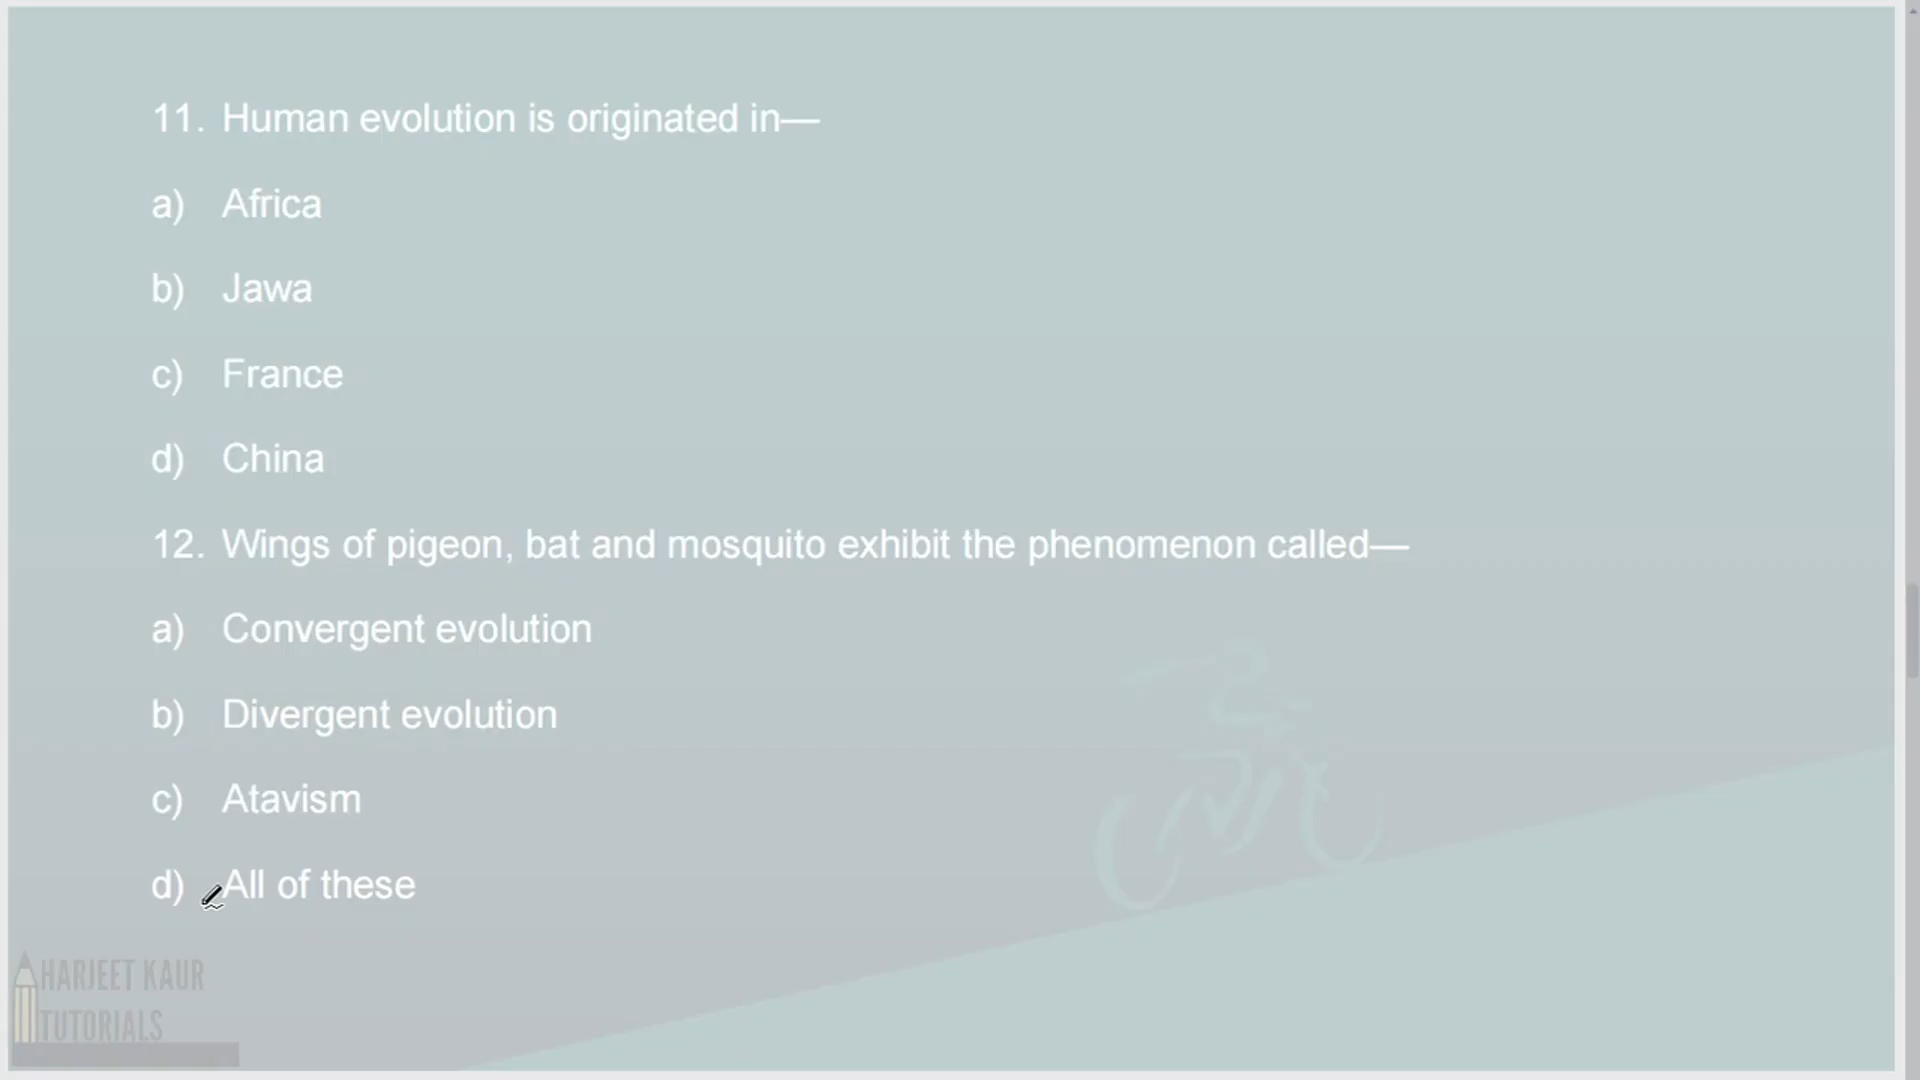 11. Human evolution is originated in—
a) Africa
b) Jawa
c) France
d) China
12. Wings of pigeon, bat and mosquito exhibit the phenomenon called—
a) Convergent evolution
b) Divergent evolution
c) Atavism
d) All of these
HARJEET KAUR
TUTORIALS